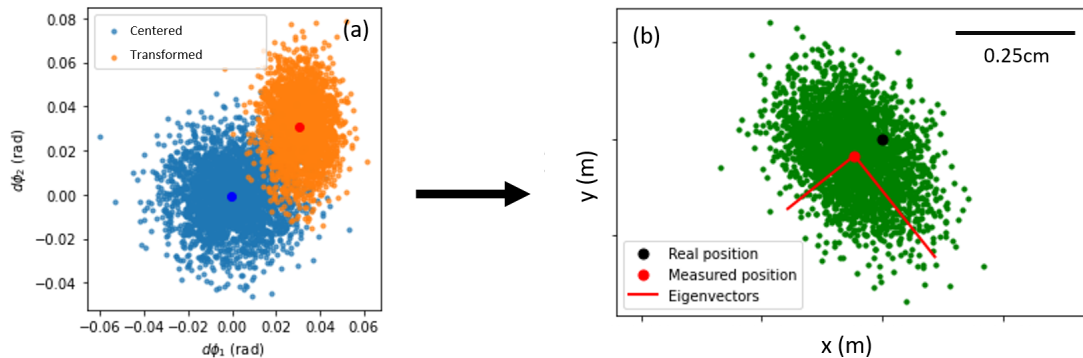 (a)
Centered
Transformed
0.08
0.06
0.04
0.02
0.00
−0.02
−0.04
dϕ₂ (rad)
−0.06 −0.04 −0.02 0.00 0.02 0.04 0.06
dϕ₁ (rad)
(b)
0.25cm
y (m)
Real position
Measured position
Eigenvectors
x (m)